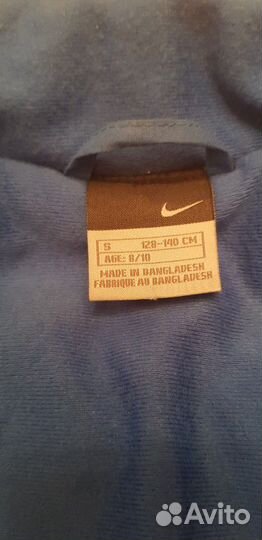 S 128-140 CM
AGE: 8/10
MADE IN BANGLADESH
FABRIQUE AU BANGLADESH
Avito